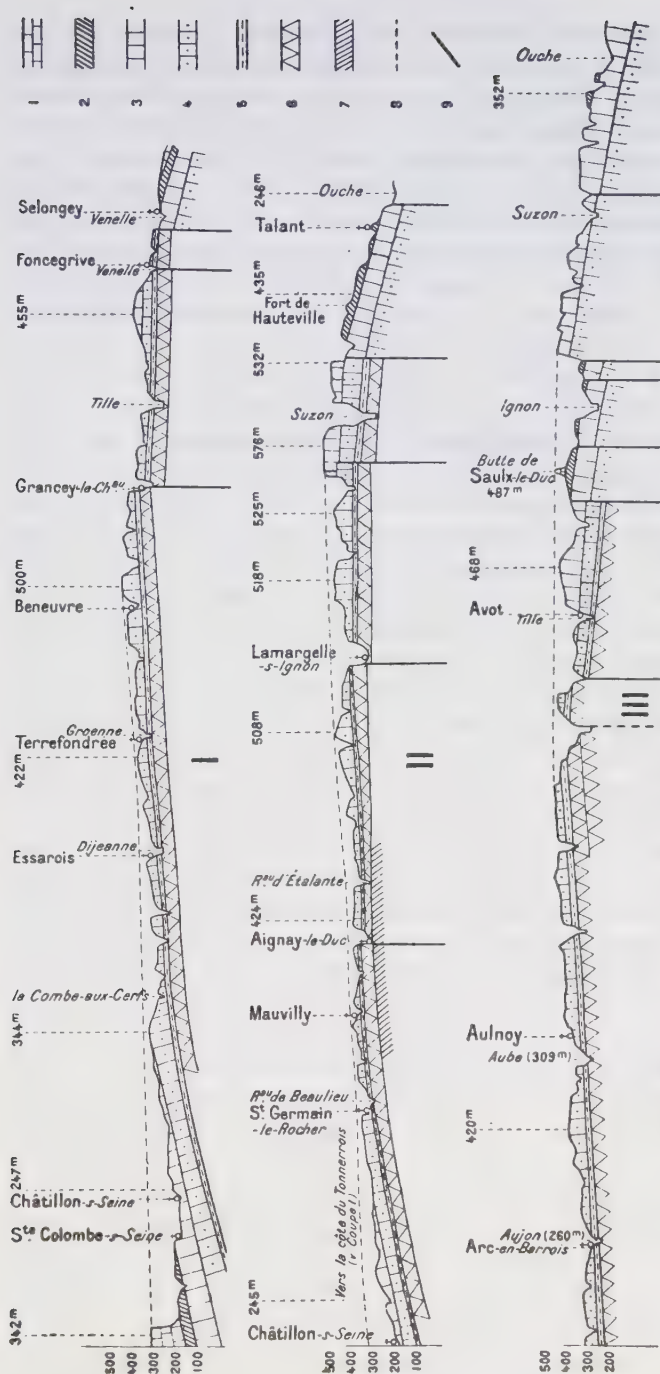 1
2
3
4
5
6
7
8
9
Selongey
Venelle
Foncegrive
Venelle
455m
Tille
Grancey-la-Chau
500m
Beneuvre
Groenne
Terrefondrée
422m
Dijeanne
Essarois
la Combe-aux-Cerfs
344m
247m
Châtillon-s-Seine
Ste Colombe-s-Seine
342m
500
400
300
200
100
I
246m
Ouche
Talant
435m
Fort de
Hauteville
532m
Suzon
576m
525m
518m
Lamargelle
-s-Ignon
508m
Reau d'Étalante
424m
Aignay-le-Duc
Mauvilly
Reau de Beaulieu
St Germain
-le-Rocher
Vers la côte du Tonnerrois
(v. Coupe I)
245m
Châtillon-s-Seine
500
400
300
200
100
II
Ouche
352m
Suzon
Ignon
Butte de
Saulx-le-Duc
487m
468m
Avot
Tille
Aulnoy
Aube (309m)
420m
Aujon (260m)
Arc-en-Barrois
500
400
300
200
III